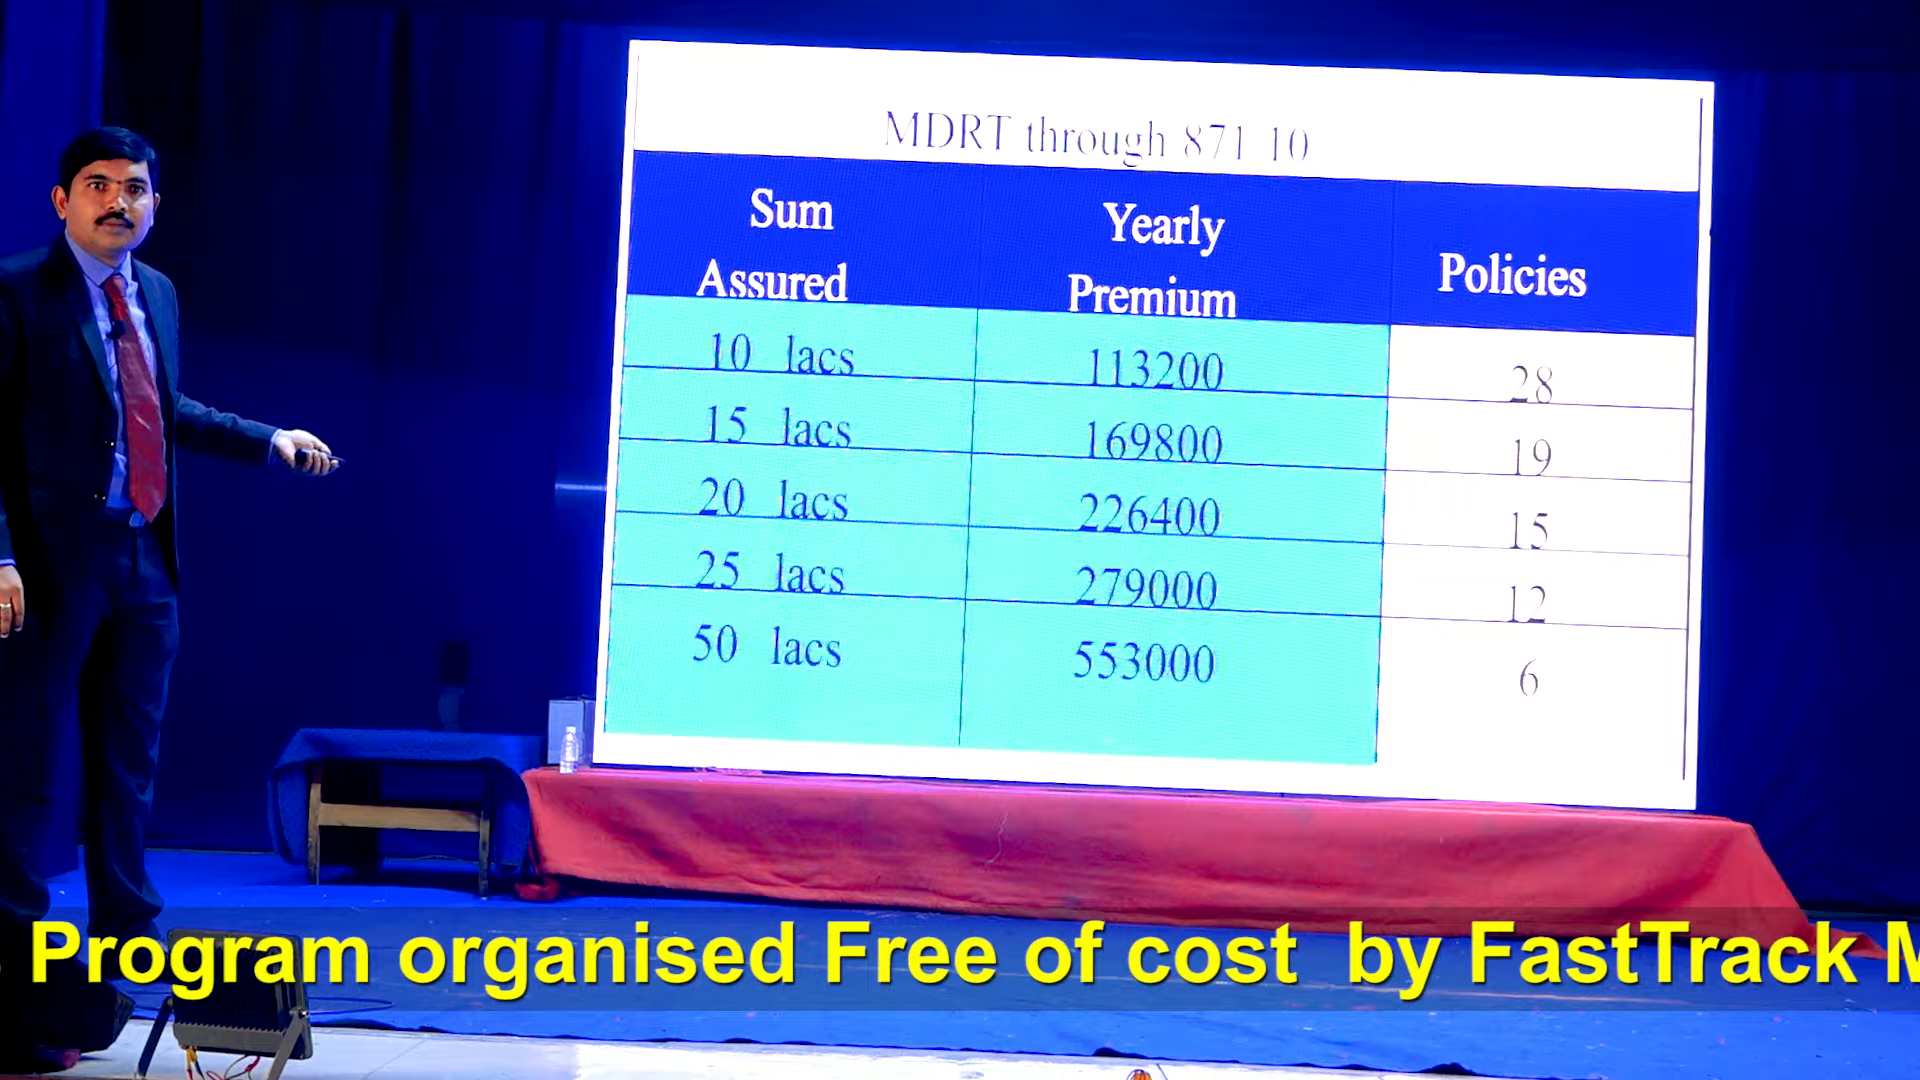 MDRT through 871 10
Sum Assured Yearly Premium Policies
10 lacs 113200 28
15 lacs 169800 19
20 lacs 226400 15
25 lacs 279000 12
50 lacs 553000 6
Program organised Free of cost by FastTrack